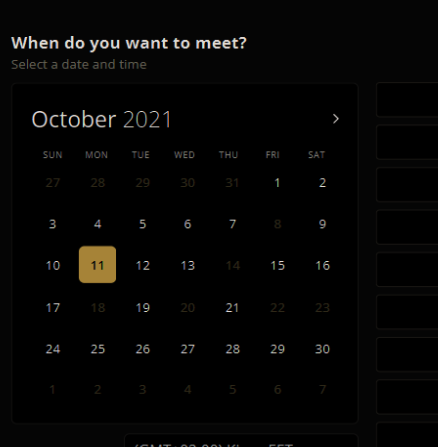 When do you want to meet?
Select a date and time
October 2021
SUN MON TUE WED THU FRI SAT
27 28 29 30 31 1 2
3 4 5 6 7 8 9
10 11 12 13 14 15 16
17 18 19 20 21 22 23
24 25 26 27 28 29 30
1 2 3 4 5 6 7